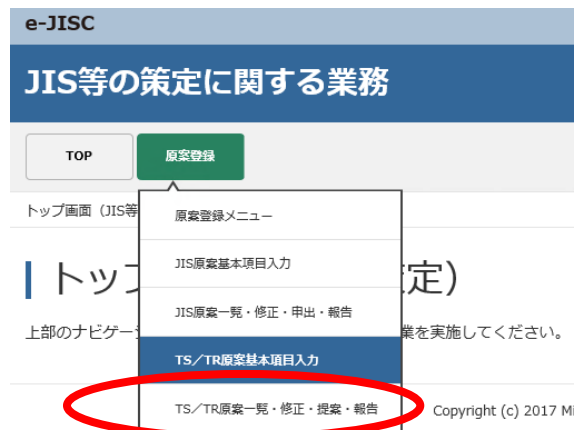 e-JISC
JIS等の策定に関する業務
TOP
原案登録
トップ画面（JIS等
原案登録メニュー
JIS原案基本項目入力
トップ
定）
JIS原案一覧・修正・申出・報告
上部のナビゲーシ
業を実施してください。
TS／TR原案基本項目入力
TS／TR原案一覧・修正・提案・報告
Copyright (c) 2017 Mi